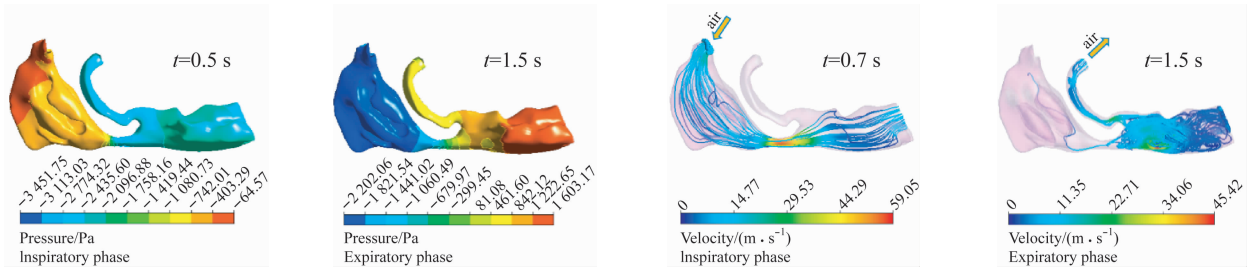 t=0.5 s
−3 451.75
−3 113.03
−2 774.32
−2 435.60
−2 096.88
−1 758.16
−1 419.44
−1 080.73
−742.01
−403.29
−64.57
Pressure/Pa
lnspiratory phase
t=1.5 s
−2 202.06
−1 821.54
−1 441.02
−1 060.49
−679.97
−299.45
81.08
461.60
842.12
1 222.65
1 603.17
Pressure/Pa
Expiratory phase
air
t=0.7 s
0
14.77
29.53
44.29
59.05
Velocity/(m · s⁻¹)
lnspiratory phase
air
t=1.5 s
0
11.35
22.71
34.06
45.42
Velocity/(m · s⁻¹)
Expiratory phase